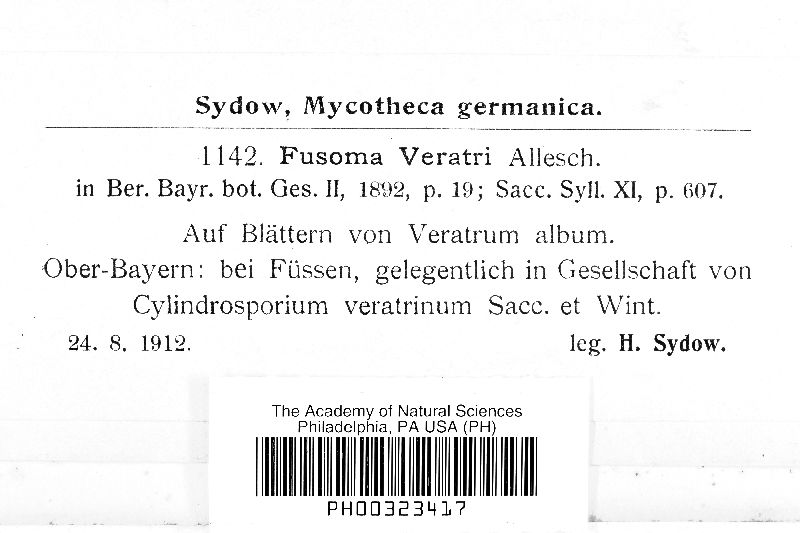 Sydow, Mycotheca germanica.
1142. Fusoma Veratri Allesch.
in Ber. Bayr. bot. Ges. II, 1892, p. 19; Sacc. Syll. XI, p. 607.
Auf Blättern von Veratrum album.
Ober-Bayern: bei Füssen, gelegentlich in Gesellschaft von
Cylindrosporium veratrinum Sacc. et Wint.
24. 8. 1912. leg. H. Sydow.
The Academy of Natural Sciences
Philadelphia, PA USA (PH)
PH00323417